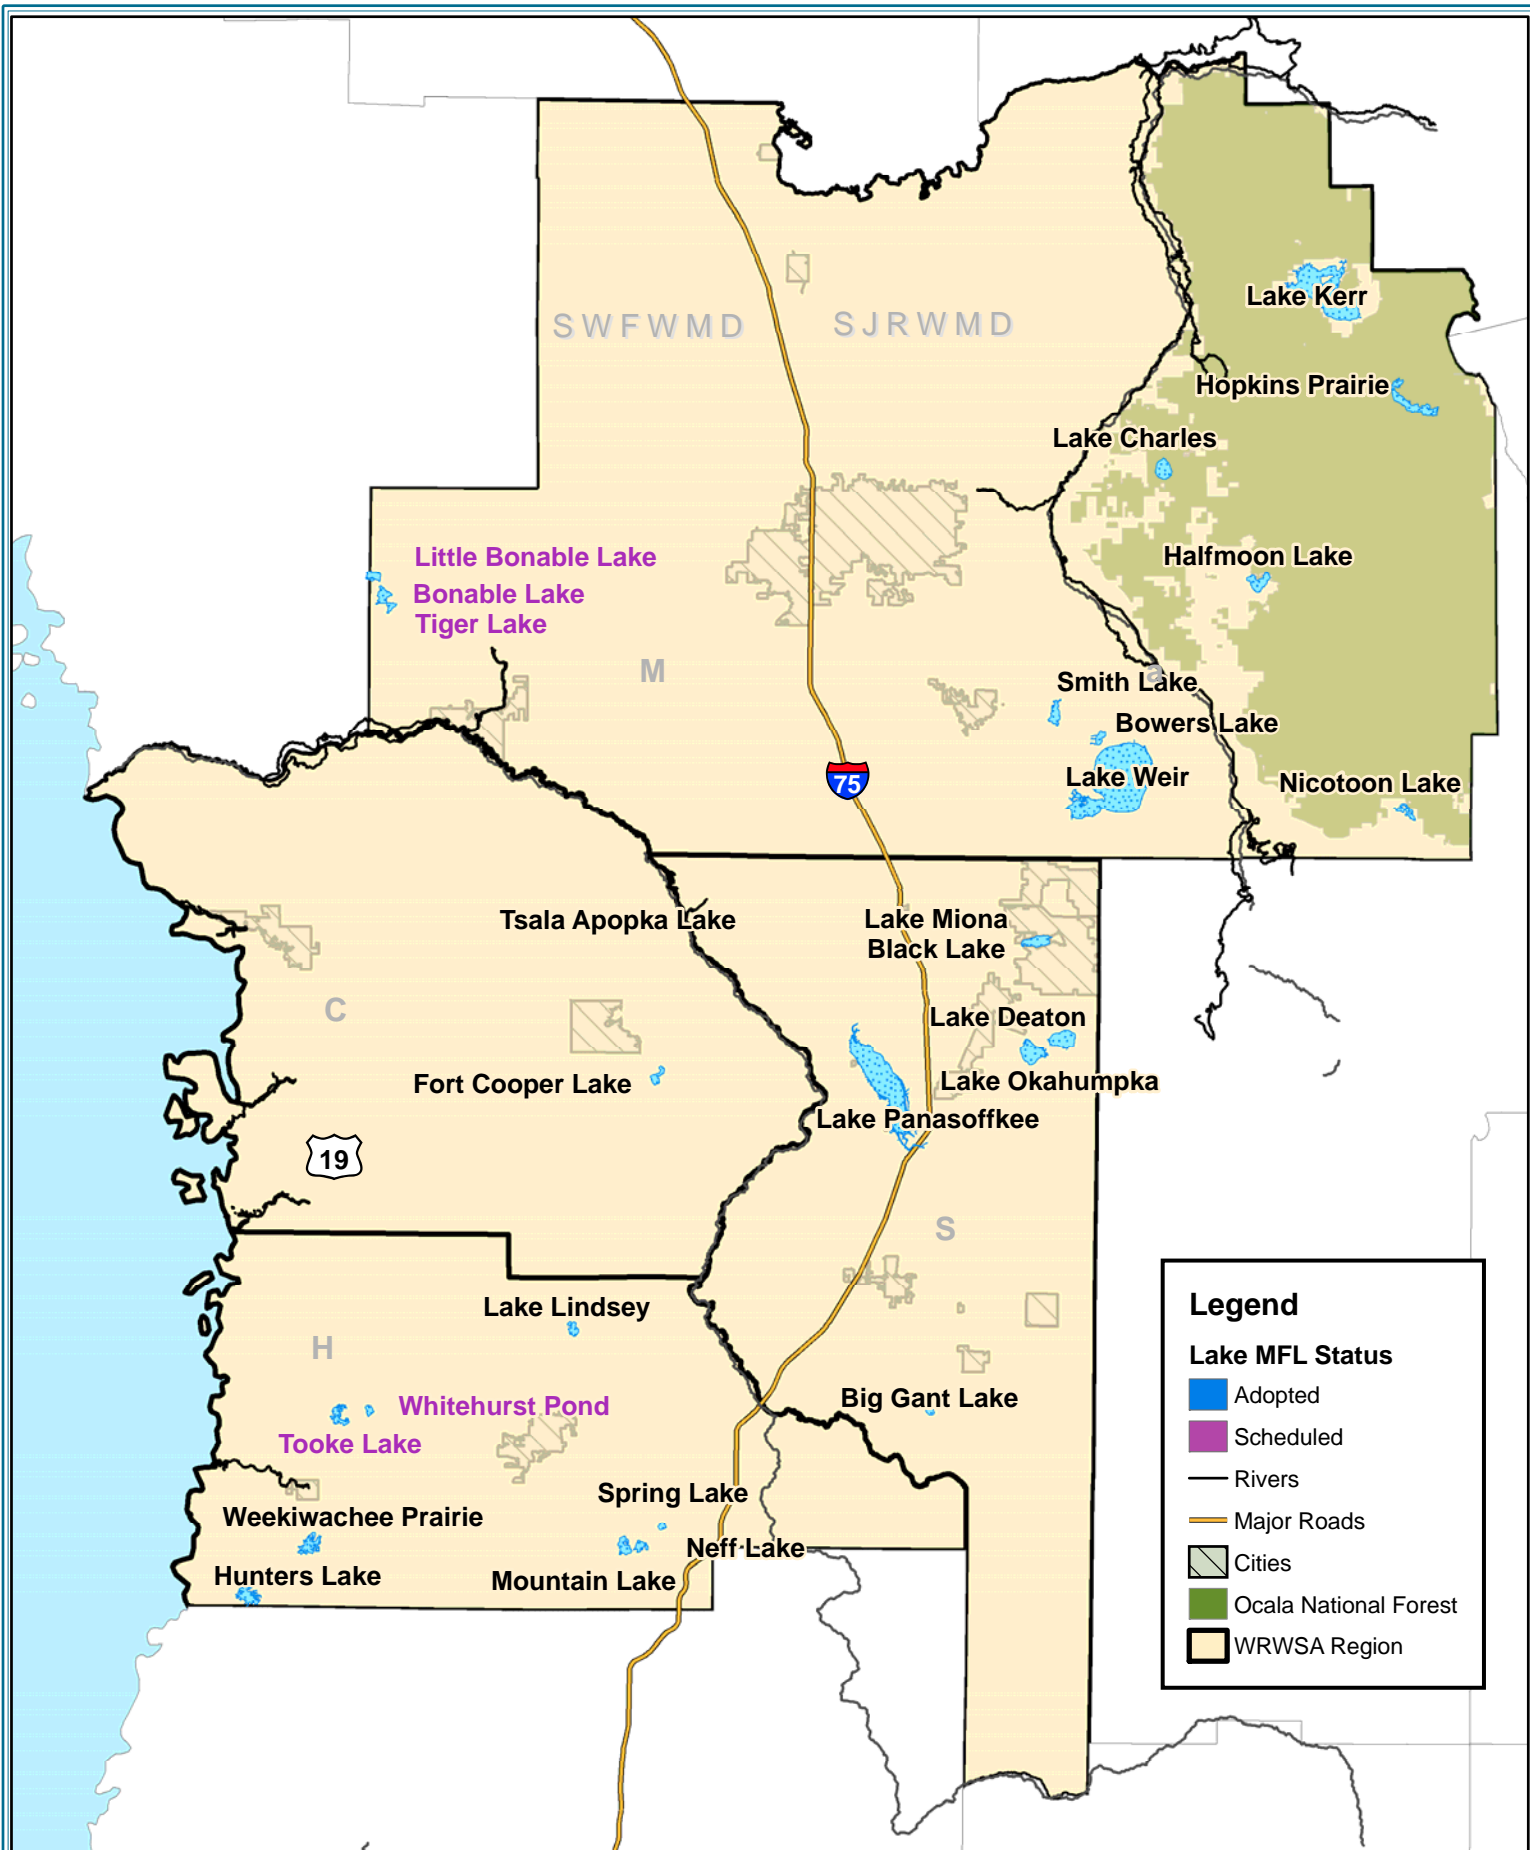 Lake Kerr
SWFWMD
SJRWMD
Hopkins Prairie
Lake Charles
Little Bonable Lake
Halfmoon Lake
Bonable Lake
Tiger Lake
M
a
Smith Lake
Bowers Lake
75
Lake Weir
Nicotoon Lake
Tsala Apopka Lake
Lake Miona
Black Lake
C
Lake Deaton
Fort Cooper Lake
Lake Okahumpka
Lake Panasoffkee
19
S
Lake Lindsey
H
Whitehurst Pond
Big Gant Lake
Tooke Lake
Spring Lake
Weekiwachee Prairie
Neff Lake
Hunters Lake
Mountain Lake
Legend
Lake MFL Status
Adopted
Scheduled
Rivers
Major Roads
Cities
Ocala National Forest
WRWSA Region